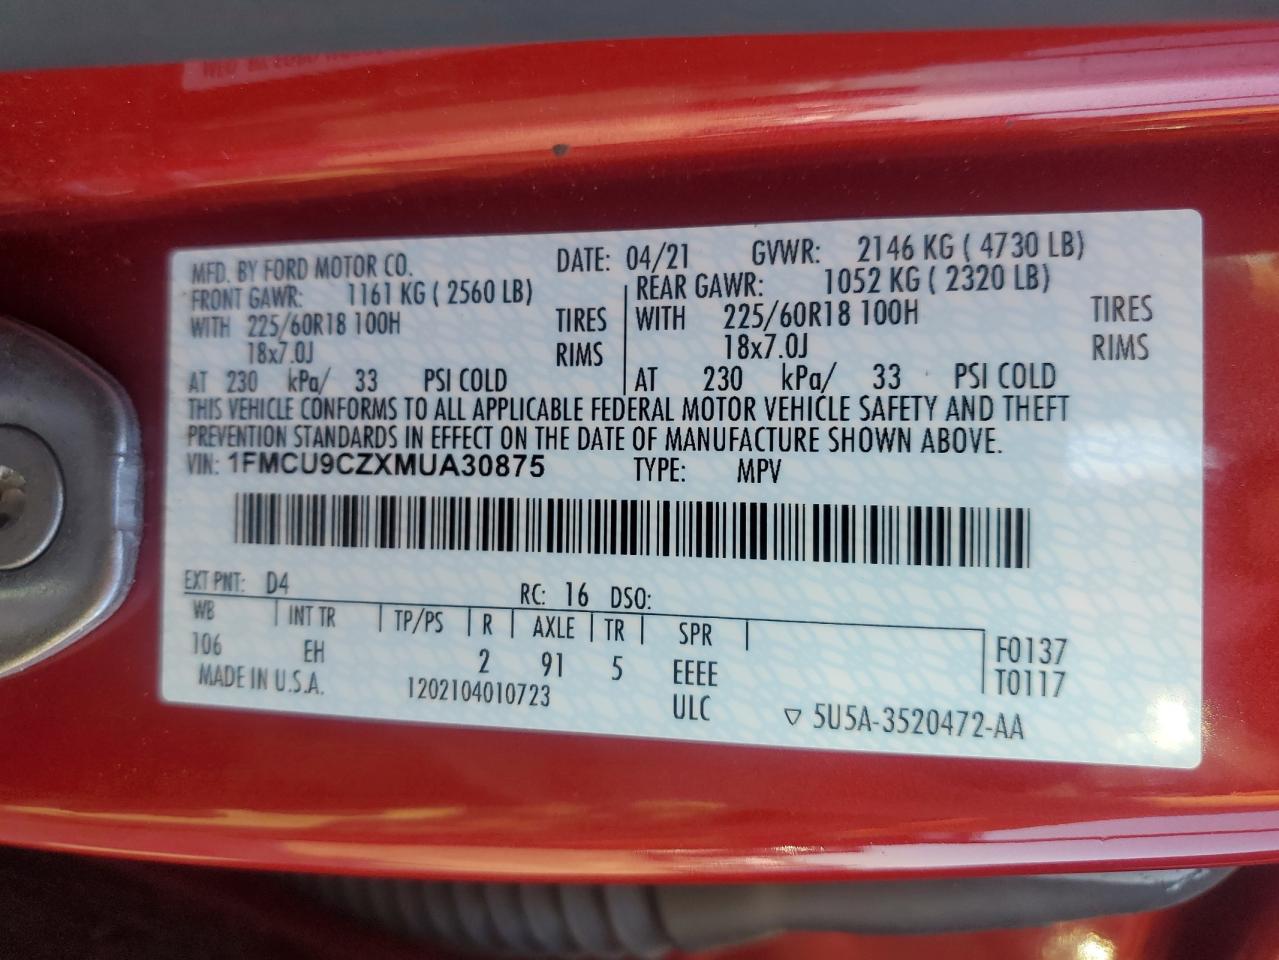 MFD. BY FORD MOTOR CO. DATE: 04/21 GVWR: 2146 KG ( 4730 LB)
FRONT GAWR: 1161 KG ( 2560 LB) REAR GAWR: 1052 KG ( 2320 LB)
WITH 225/60R18 100H TIRES WITH 225/60R18 100H TIRES
18x7.0J RIMS 18x7.0J RIMS
AT 230 kPa/ 33 PSI COLD AT 230 kPa/ 33 PSI COLD
THIS VEHICLE CONFORMS TO ALL APPLICABLE FEDERAL MOTOR VEHICLE SAFETY AND THEFT
PREVENTION STANDARDS IN EFFECT ON THE DATE OF MANUFACTURE SHOWN ABOVE.
VIN: 1FMCU9CZXMUA30875 TYPE: MPV
EXT PNT: D4 RC: 16 DSO:
WB INT TR TP/PS R AXLE TR SPR F0137
106 EH 2 91 5 EEEE T0117
MADE IN U.S.A. 1202104010723 ULC ▽ 5U5A-3520472-AA